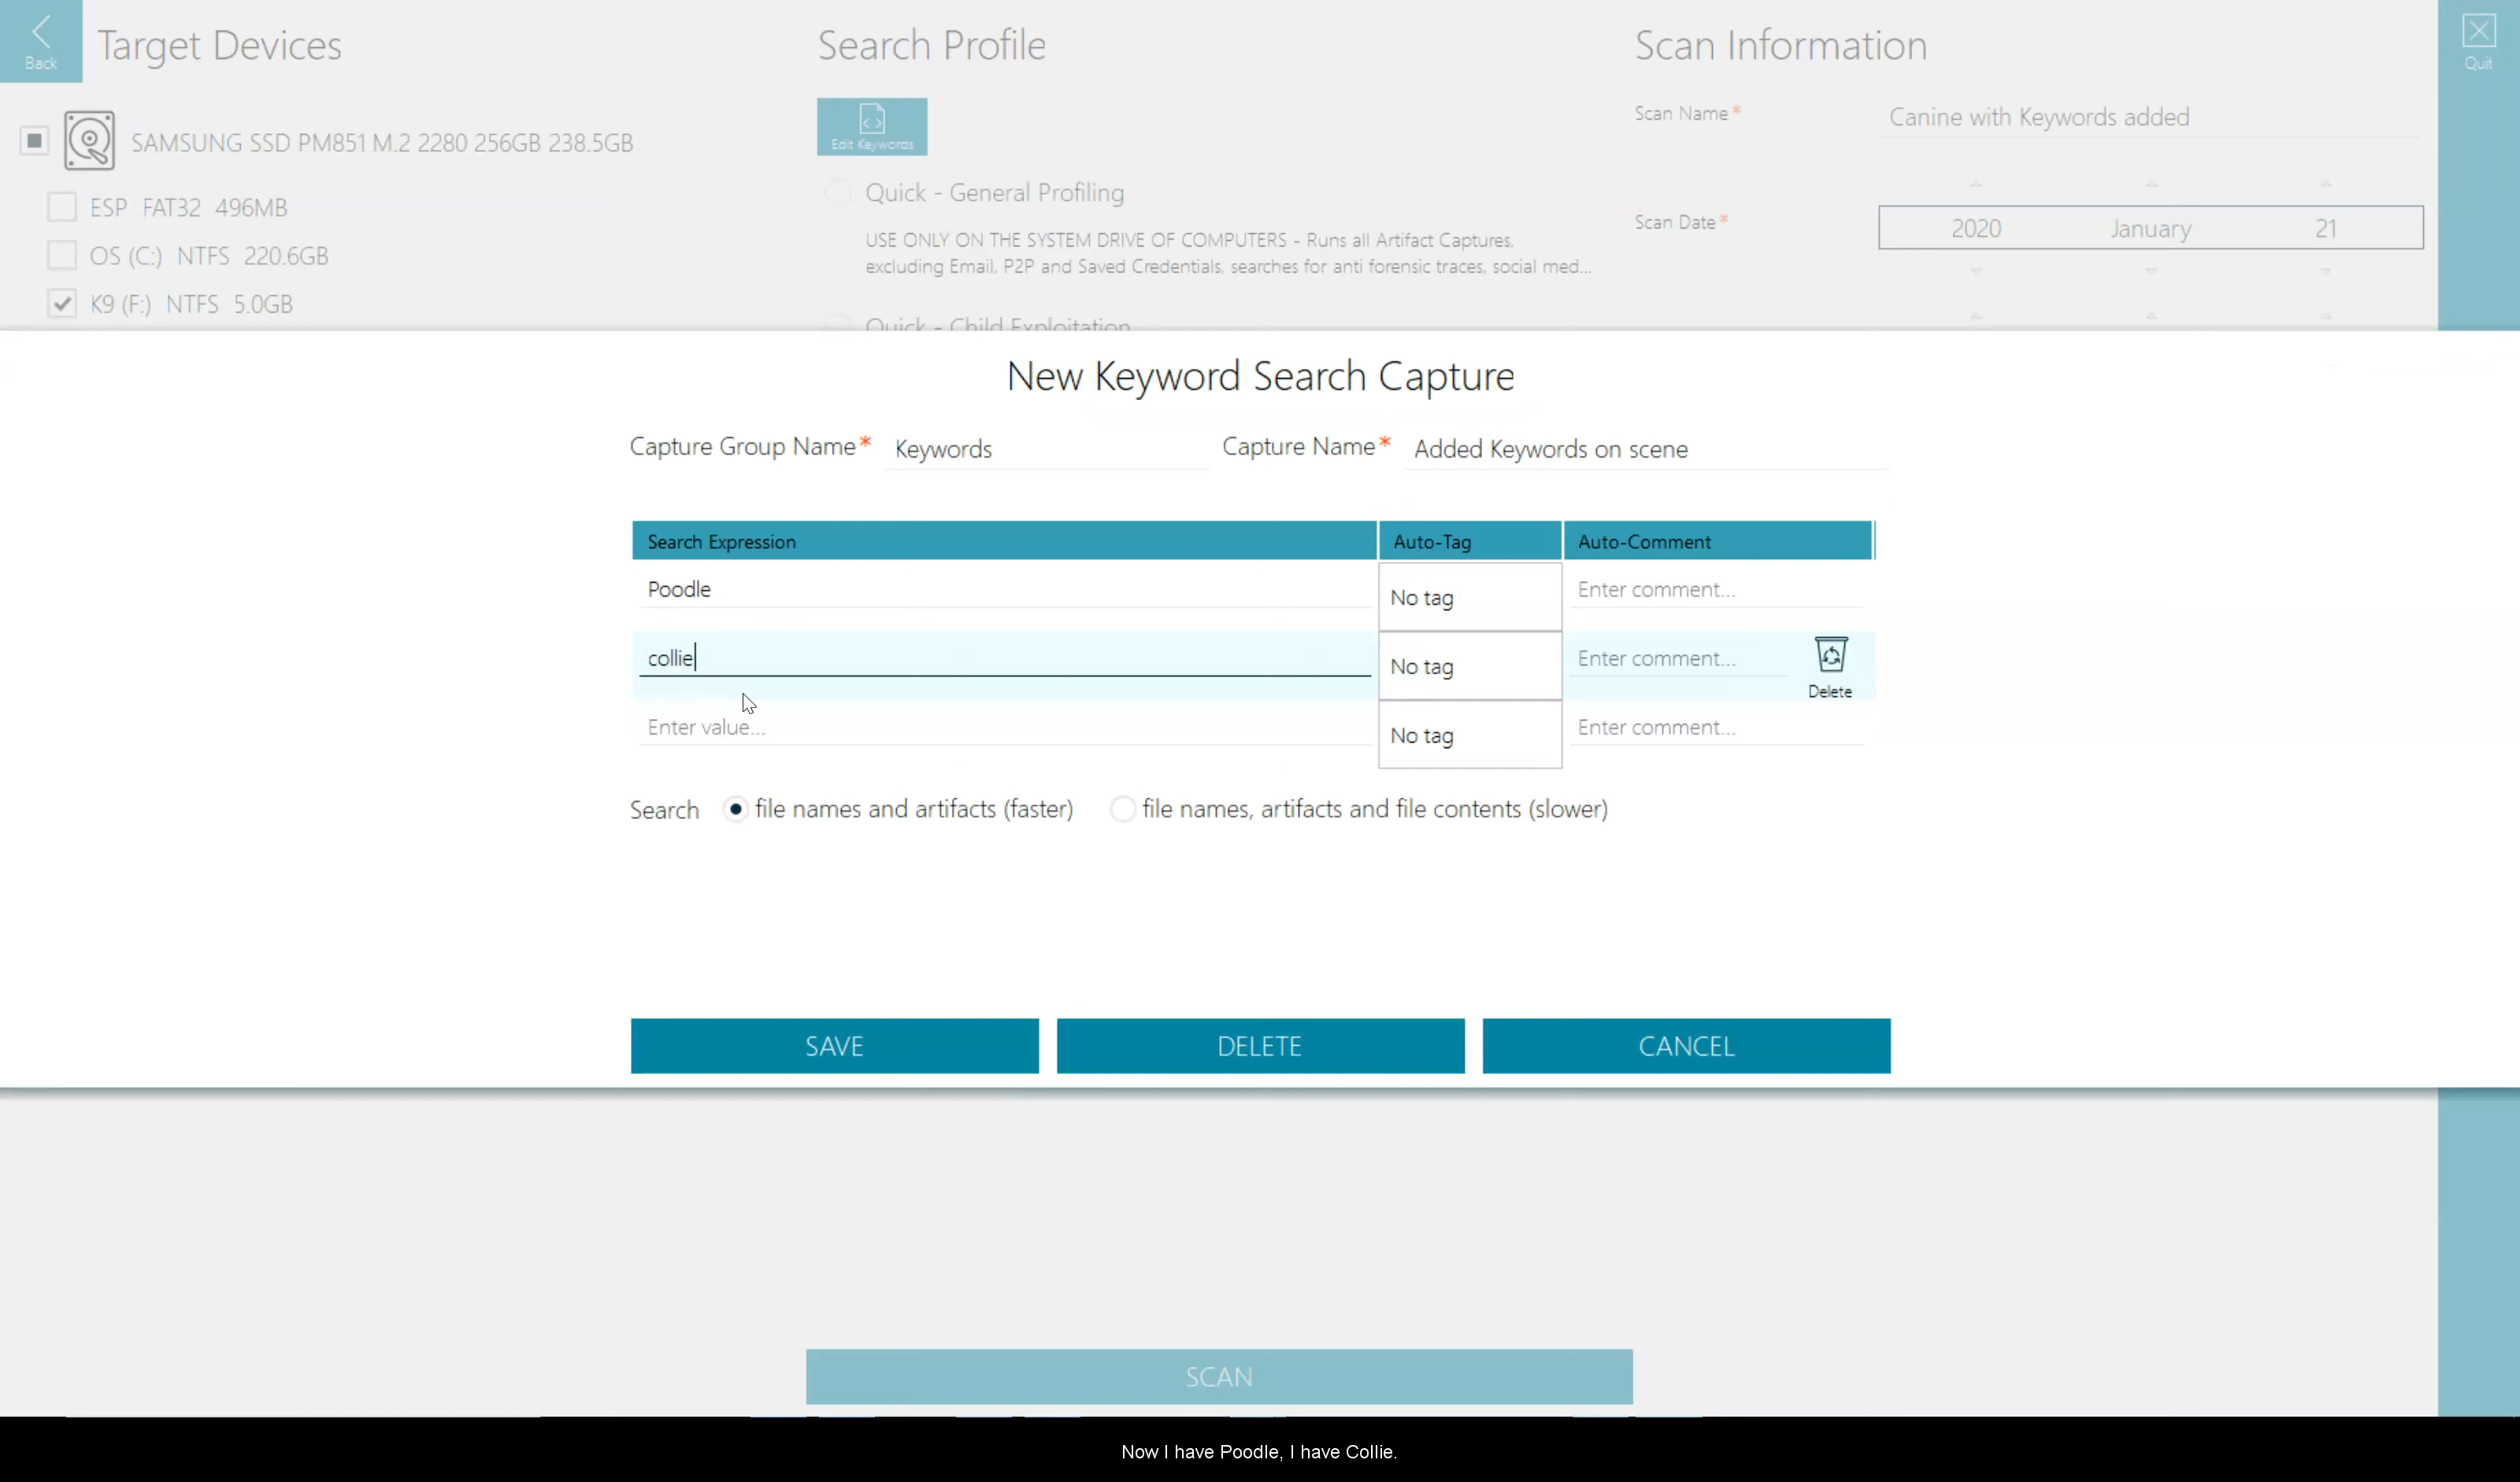 Back
Target Devices
Search Profile
Scan Information
Quit
SAMSUNG SSD PM851 M.2 2280 256GB 238.5GB
ESP FAT32 496MB
OS (C:) NTFS 220.6GB
K9 (F:) NTFS 5.0GB
Edit Keywords
Quick - General Profiling
USE ONLY ON THE SYSTEM DRIVE OF COMPUTERS - Runs all Artifact Captures,
excluding Email, P2P and Saved Credentials, searches for anti forensic traces, social med...
Quick - Child Exploitation
Scan Name* Canine with Keywords added
Scan Date* 2020 January 21
New Keyword Search Capture
Capture Group Name* Keywords Capture Name* Added Keywords on scene
Search Expression Auto-Tag Auto-Comment
Poodle No tag Enter comment...
collie No tag Enter comment... Delete
Enter value... No tag Enter comment...
Search file names and artifacts (faster) file names, artifacts and file contents (slower)
SAVE DELETE CANCEL
SCAN
Now I have Poodle, I have Collie.